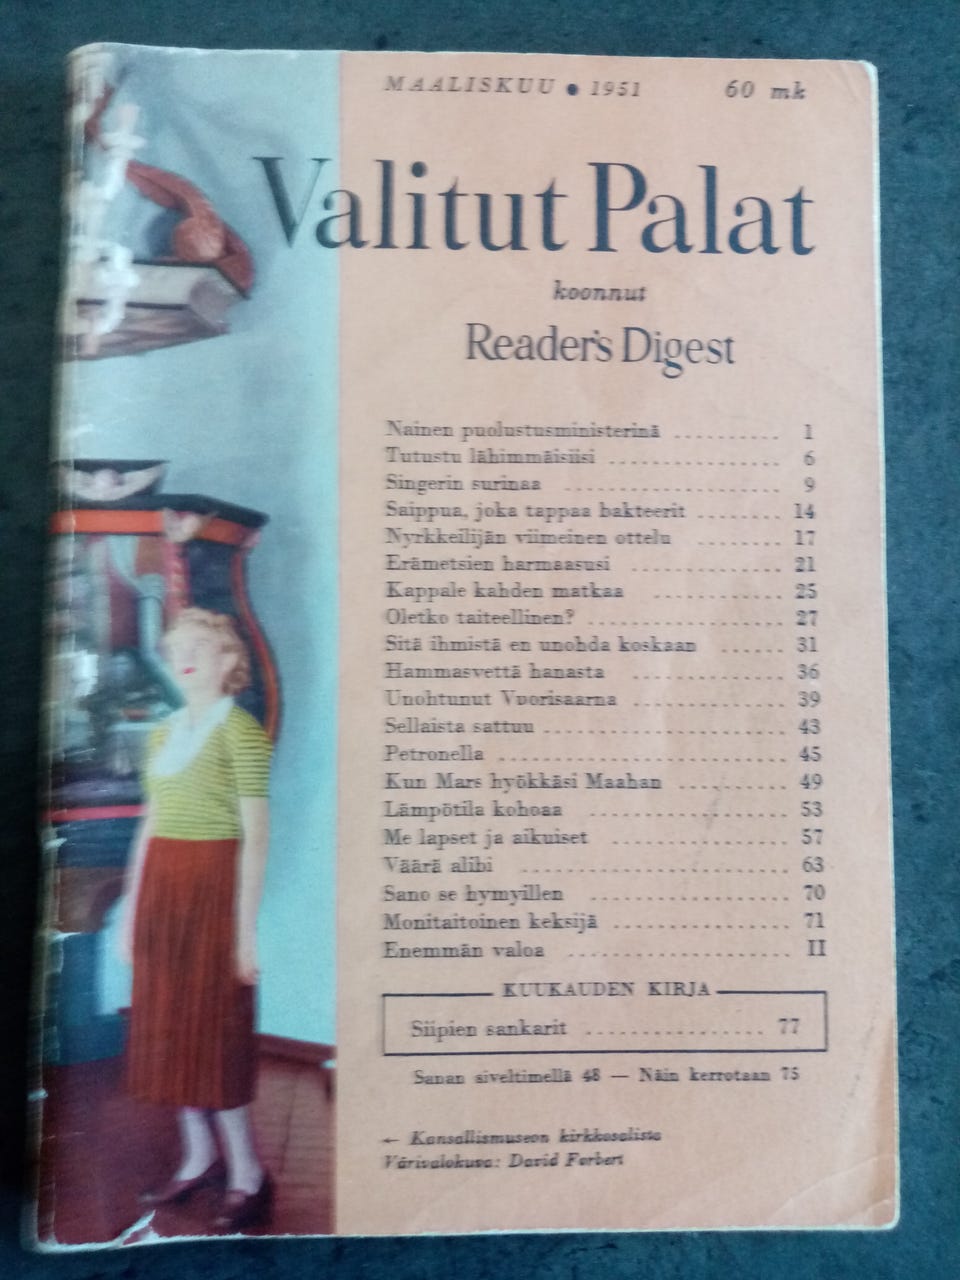 MAALISKUU • 1951 60 mk
Valitut Palat
koonnut
Reader's Digest
Nainen puolustusministerinä .......... 1
Tutustu lähimmäisiisi ................ 6
Singerin surinaa .................... 9
Saippua, joka tappaa bakteerit ........ 14
Nyrkkeilijän viimeinen ottelu ........ 17
Erämetsien harmaasusi .............. 21
Kappale kahden matkaa ............ 25
Oletko taiteellinen? .................. 27
Sitä ihmistä en unohda koskaan ...... 31
Hammasvettä hanasta .............. 36
Unohtunut Vuorisaarna .............. 39
Sellaista sattuu ...................... 43
Petronella .......................... 45
Kun Mars hyökkäsi Maahan .......... 49
Lämpötila kohoaa .................. 53
Me lapset ja aikuiset ................ 57
Väärä alibi ........................ 63
Sano se hymyillen .................. 70
Monitaitoinen keksijä ................ 71
Enemmän valoa .................... II
KUUKAUDEN KIRJA
Siipien sankarit ................ 77
Sanan siveltimellä 48 — Näin kerrotaan 75
← Kansallismuseon kirkkosalista
Värivalokuva: David Forbert